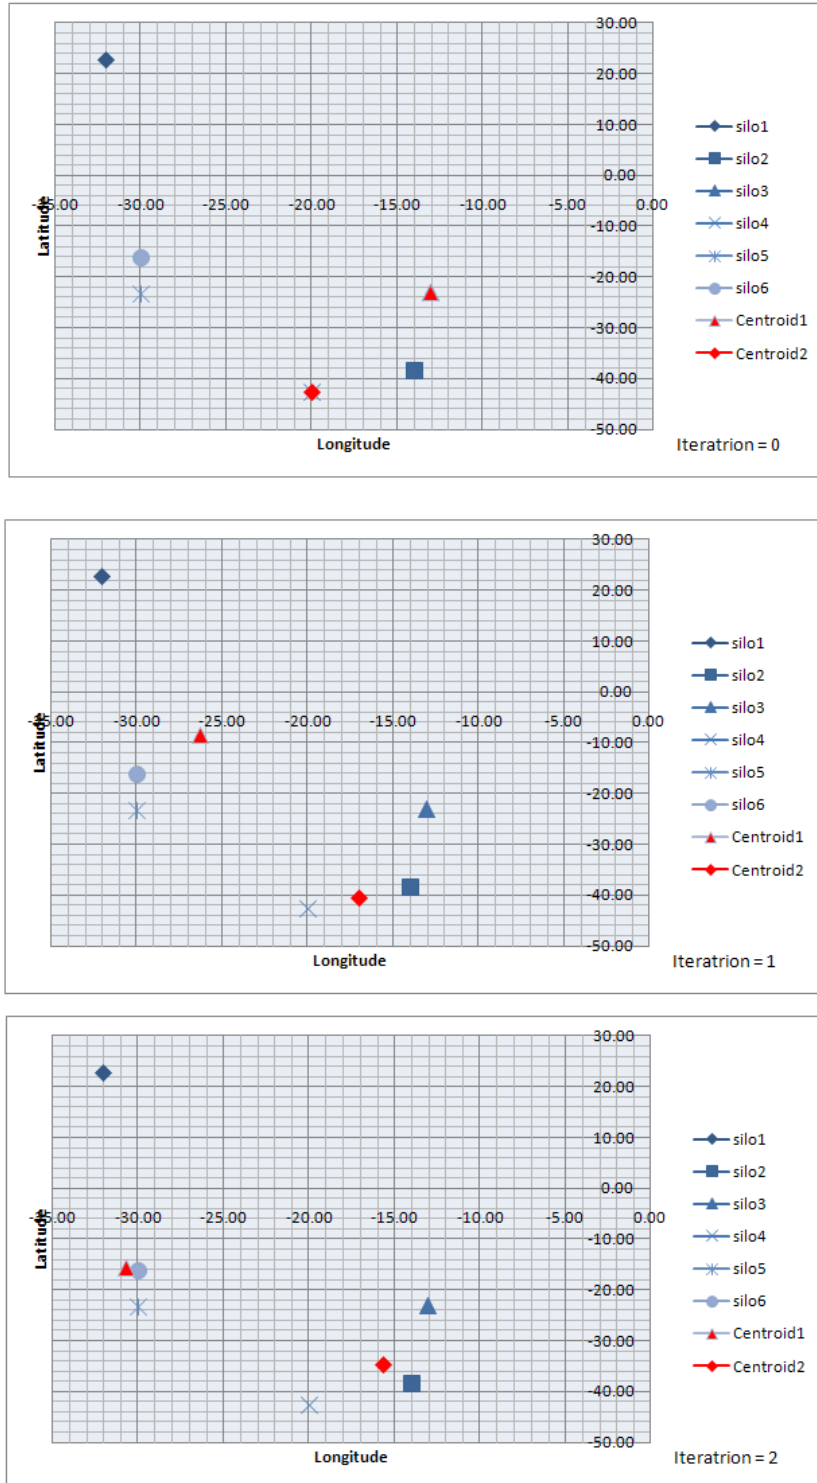 30.00
20.00
10.00
0.00
-35.00 -30.00 -25.00 -20.00 -15.00 -10.00 -5.00 0.00
-10.00
-20.00
-30.00
-40.00
-50.00
Latitude
Longitude
silo1
silo2
silo3
silo4
silo5
silo6
Centroid1
Centroid2
Iteratrion = 0
30.00
20.00
10.00
0.00
-35.00 -30.00 -25.00 -20.00 -15.00 -10.00 -5.00 0.00
-10.00
-20.00
-30.00
-40.00
-50.00
Latitude
Longitude
silo1
silo2
silo3
silo4
silo5
silo6
Centroid1
Centroid2
Iteratrion = 1
30.00
20.00
10.00
0.00
-35.00 -30.00 -25.00 -20.00 -15.00 -10.00 -5.00 0.00
-10.00
-20.00
-30.00
-40.00
-50.00
Latitude
Longitude
silo1
silo2
silo3
silo4
silo5
silo6
Centroid1
Centroid2
Iteratrion = 2